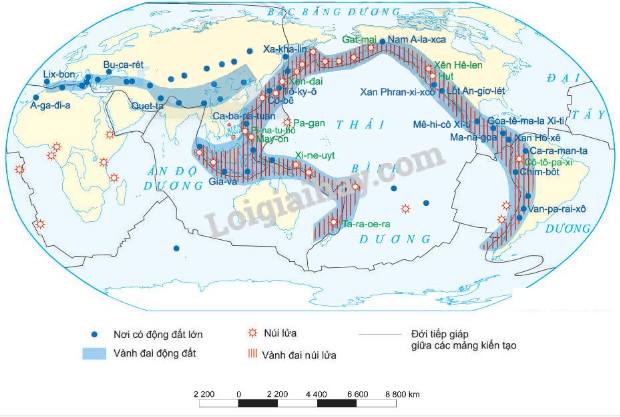 BẮC BĂNG DƯƠNG
Gat-mai
Nam A-la-xca
Xa-kha-lin
Bu-ca-rét
Lix-bon
Xên Hê-len
Hut
ĐẠI
Xen-đai
Tô-ky-ô
Cô-bê
Xan Phran-xi-xcô
Lôt An-giơ-lét
A-ga-đi-a
Quet-ta
TÂY
Ca-ba-na-tuan
Pa-gan
THÁI
Mê-hi-cô Xi-ti
Goa-tê-ma-la Xi-ti
Pi-na-tu-bô
May-on
Ma-na-goa
Xan Hô-xê
Ca-ra-man-ta
Xi-ne-uyt
BÌNH
Cô-tô-pa-xi
ẤN ĐỘ
DƯƠNG
Gia-va
Chim-bôt
Van-pa-rai-xô
Ta-ra-oe-ra
DƯƠNG
DƯƠNG
Loigiaihay.com
Nơi có động đất lớn
Núi lửa
Đới tiếp giáp
giữa các mảng kiến tạo
Vành đai động đất
Vành đai núi lửa
2 200 0 2 200 4 400 6 600 8 800 km